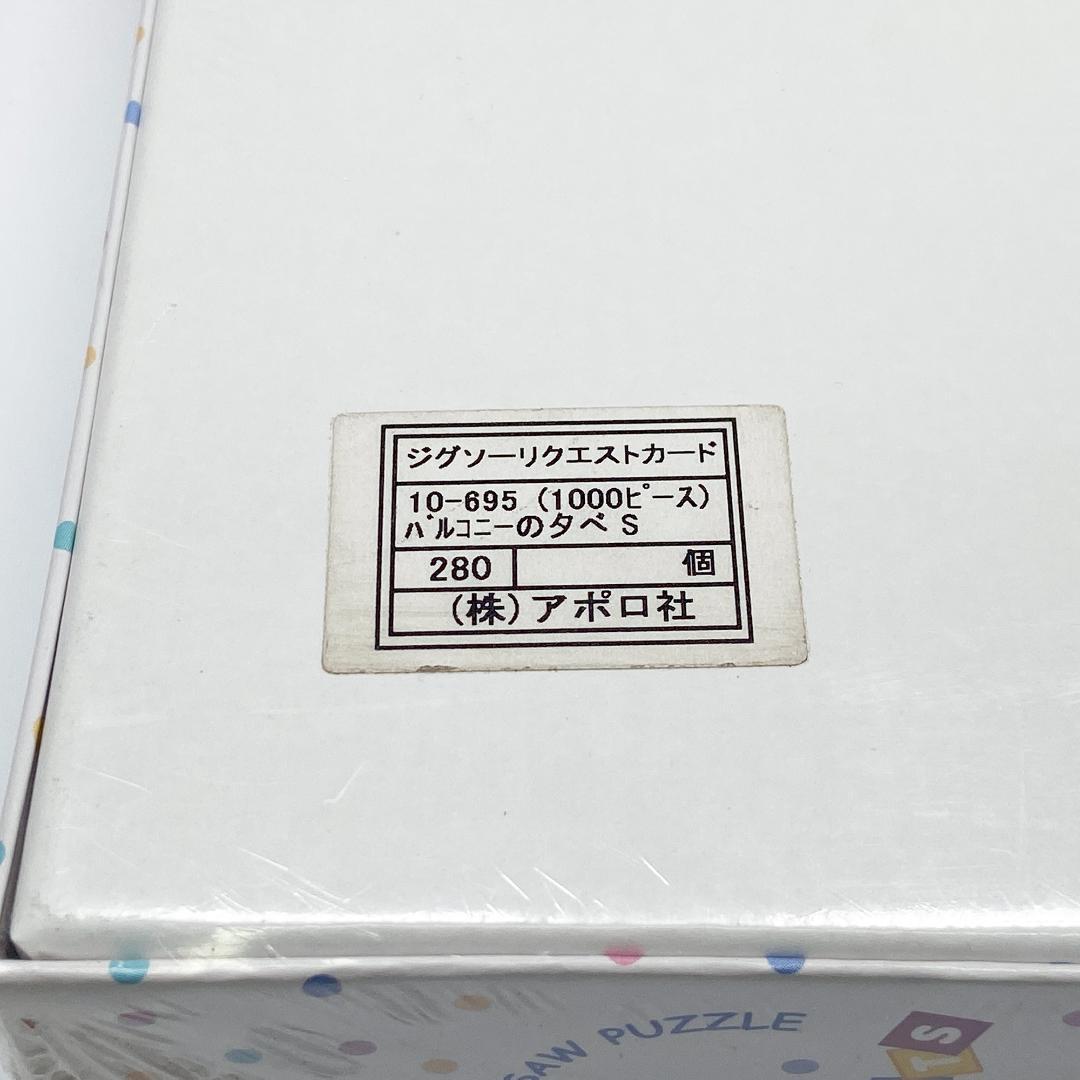 ジグソーリクエストカード
10-695 (1000ピース)
バルコニーの夕べ S
280 個
(株)アポロ社
SAW PUZZLE
S